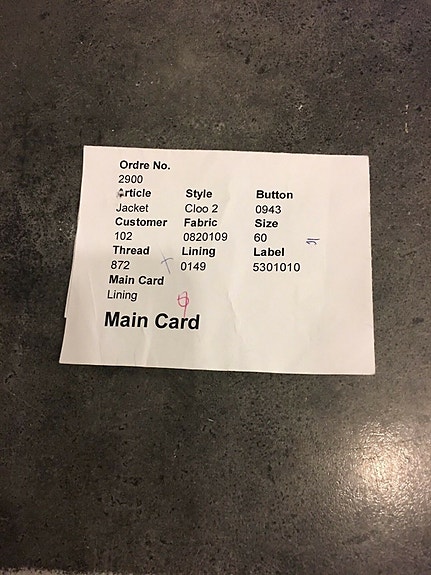 Ordre No.
2900
Article Style Button
Jacket Cloo 2 0943
Customer Fabric Size
102 0820109 60
Thread Lining Label
872 0149 5301010
Main Card
Lining
Main Card